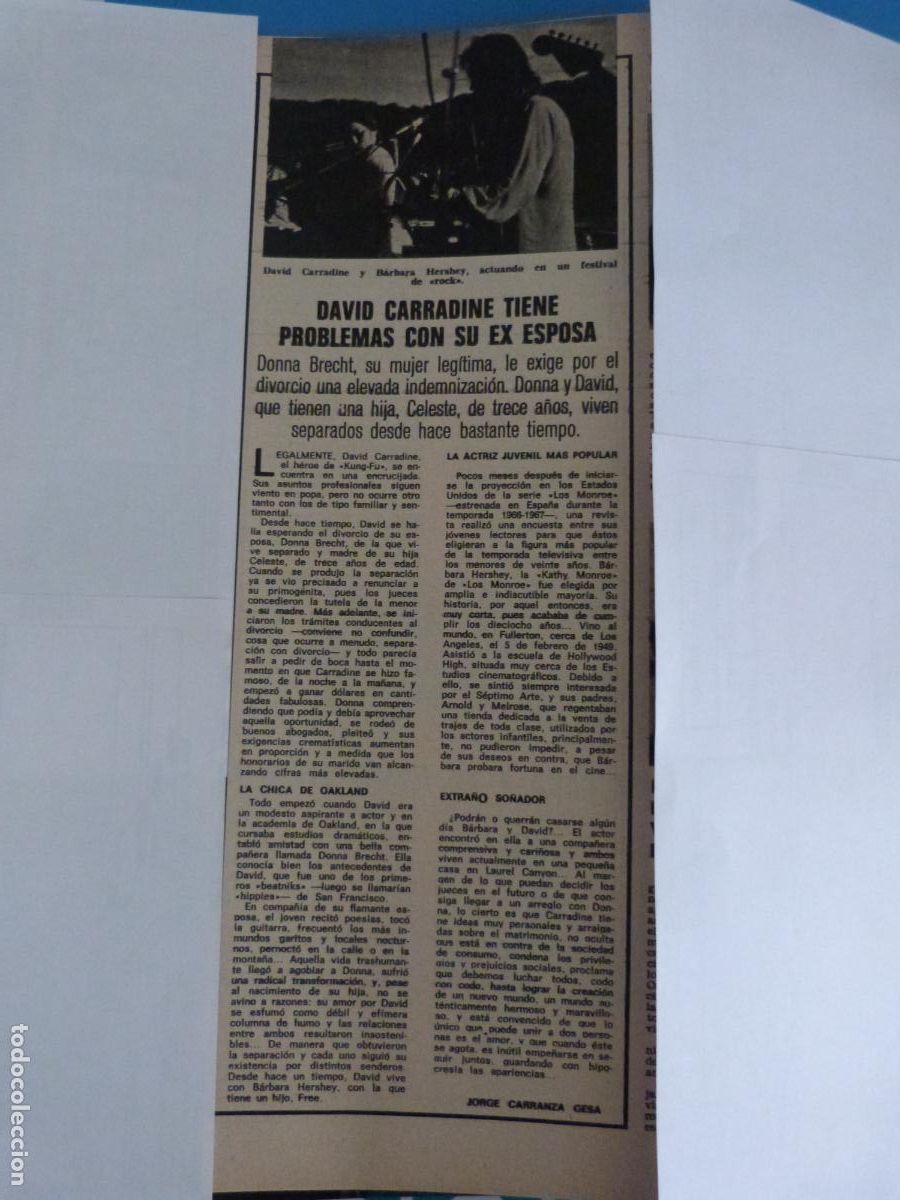 David Carradine y Bárbara Hershey, actuando en un festival
de «rock».
DAVID CARRADINE TIENE
PROBLEMAS CON SU EX ESPOSA
Donna Brecht, su mujer legítima, le exige por el
divorcio una elevada indemnización. Donna y David,
que tienen una hija, Celeste, de trece años, viven
separados desde hace bastante tiempo.
LEGALMENTE, David Carradine,
el héroe de «Kung-Fu», se en-
cuentra en una encrucijada.
Sus asuntos profesionales siguen
viento en popa, pero no ocurre otro
tanto con los de tipo familiar y sen-
timental.
Desde hace tiempo, David se ha-
lla esperando el divorcio de su es-
posa, Donna Brecht, de la que vi-
ve separado y madre de su hija
Celeste, de trece años de edad.
Cuando se produjo la separación
ya se vio precisado a renunciar a
su primogénita, pues los jueces
concedieron la tutela de la menor
a su madre. Más adelante, se ini-
ciaron los trámites conducentes al
divorcio —conviene no confundir,
cosa que ocurre a menudo, separa-
ción con divorcio— y todo parecía
salir a pedir de boca hasta el mo-
mento en que Carradine se hizo fa-
moso, de la noche a la mañana, y
empezó a ganar dólares en canti-
dades fabulosas. Donna compren-
diendo que podía y debía aprovechar
aquella oportunidad, se rodeó de
buenos abogados, pleiteó y sus
exigencias crematísticas aumentan
en proporción y a medida que los
honorarios de su marido van alcan-
zando cifras más elevadas.
LA CHICA DE OAKLAND
Todo empezó cuando David era
un modesto aspirante a actor y en
la academia de Oakland, en la que
cursaba estudios dramáticos, en-
tabló amistad con una bella com-
pañera llamada Donna Brecht. Ella
conocía bien los antecedentes de
David, que fue uno de los prime-
ros «beatniks» —luego se llamarían
«hippies»— de San Francisco.
En compañía de su flamante es-
posa, el joven recitó poesías, tocó
la guitarra, frecuentó los más in-
mundos garitos y locales noctur-
nos, pernoctó en la calle o en la
montaña... Aquella vida trashuman-
te llegó a agobiar a Donna, sufrió
una radical transformación, y, pese
al nacimiento de su hija, no se
avino a razones: su amor por David
se esfumó como débil y efímera
columna de humo y las relaciones
entre ambos resultaron insosteni-
bles... De manera que obtuvieron
la separación y cada uno siguió su
existencia por distintos senderos.
Desde hace un tiempo, David vive
con Bárbara Hershey, con la que
tiene un hijo, Free.
LA ACTRIZ JUVENIL MAS POPULAR
Pocos meses después de iniciar-
se la proyección en los Estados
Unidos de la serie «Los Monroe»
—estrenada en España durante la
temporada 1966-1967—, una revis-
ta realizó una encuesta entre sus
jóvenes lectores para que éstos
eligieran a la figura más popular
de la temporada televisiva entre
los menores de veinte años. Bár-
bara Hershey, la «Kathy Monroe»
de «Los Monroe» fue elegida por
amplia e indiscutible mayoría. Su
historia, por aquel entonces, era
muy corta, pues acababa de cum-
plir los dieciocho años... Vino al
mundo, en Fullerton, cerca de Los
Angeles, el 5 de febrero de 1949.
Asistió a la escuela de Hollywood
High, situada muy cerca de los Es-
tudios cinematográficos. Debido a
ello, se sintió siempre interesada
por el Séptimo Arte, y sus padres,
Arnold y Melrose, que regentaban
una tienda dedicada a la venta de
trajes de toda clase, utilizados por
los actores infantiles, principalmen-
te, no pudieron impedir, a pesar
de sus deseos en contra, que Bár-
bara probara fortuna en el cine...
EXTRAÑO SOÑADOR
¿Podrán o querrán casarse algún
día Bárbara y David?... El actor
encontró en ella a una compañera
comprensiva y cariñosa y ambos
viven actualmente en una pequeña
casa en Laurel Canyon... Al mar-
gen de lo que puedan decidir los
jueces en el futuro o de que con-
siga llegar a un arreglo con Don-
na, lo cierto es que Carradine tie-
ne ideas muy personales y arraiga-
das sobre el matrimonio, no oculta
que está en contra de la sociedad
de consumo, condena los privile-
gios y prejuicios sociales, proclama
que debemos luchar todos, codo
con codo, hasta lograr la creación
de un nuevo mundo, un mundo au-
ténticamente hermoso y maravillo-
so, y está convencido de que lo
único que puede unir a dos perso-
nas es el amor, y que cuando éste
se agota, es inútil empeñarse en se-
guir juntos, guardando con hipo-
cresía las apariencias...
JORGE CARRANZA GESA
todocoleccion